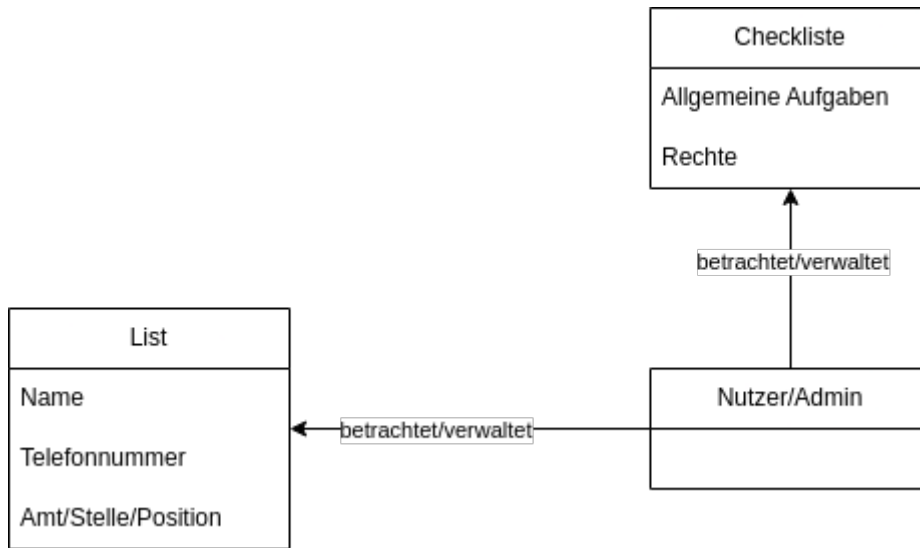 Checkliste
Allgemeine Aufgaben
Rechte
betrachtet/verwaltet
List
Name
Telefonnummer
Amt/Stelle/Position
betrachtet/verwaltet
Nutzer/Admin